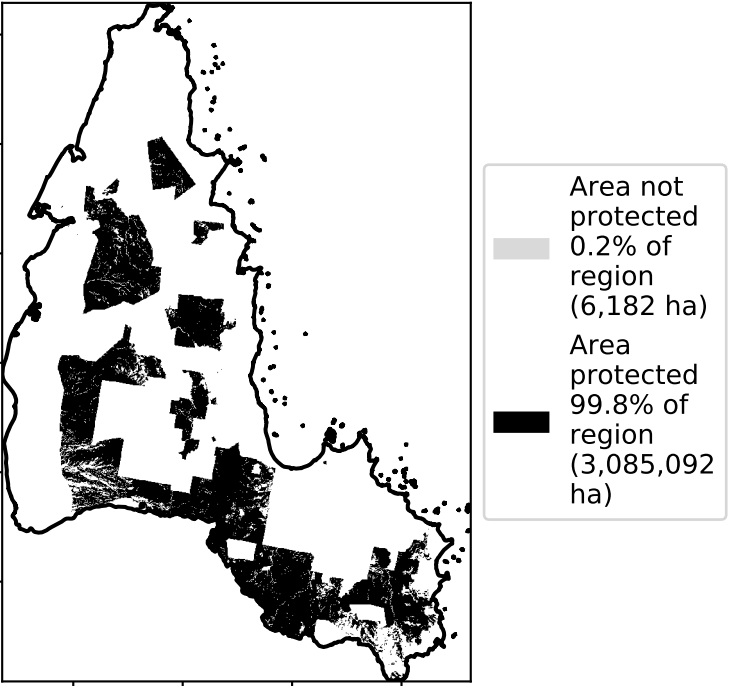 Area not
protected
0.2% of
region
(6,182 ha)
Area
protected
99.8% of
region
(3,085,092
ha)